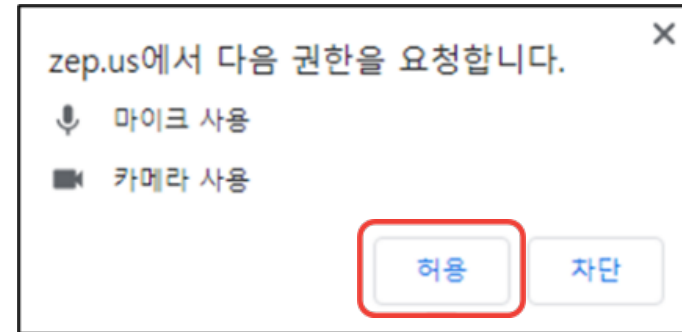 zep.us에서 다음 권한을 요청합니다.
마이크 사용
카메라 사용
허용 차단